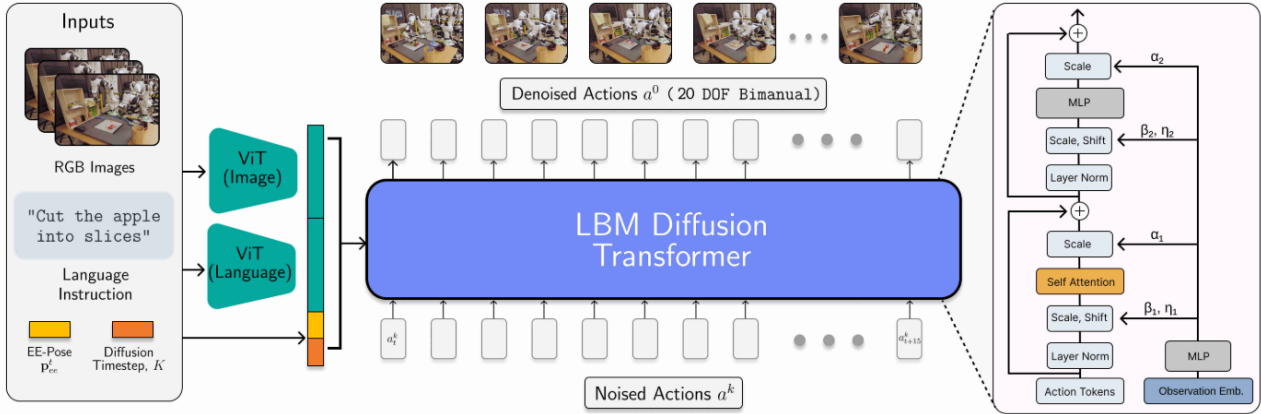 Inputs
RGB Images
"Cut the apple
into slices"
Language
Instruction
EE-Pose
p^t_ee
Diffusion
Timestep, K
ViT
(Image)
ViT
(Language)
Denoised Actions a^0 (20 DOF Bimanual)
LBM Diffusion
Transformer
a^k_t
a^k_{t+15}
Noised Actions a^k
+
Scale
α₂
MLP
Scale, Shift
β₂, η₂
Layer Norm
+
Scale
α₁
Self Attention
Scale, Shift
β₁, η₁
Layer Norm
MLP
Action Tokens
Observation Emb.